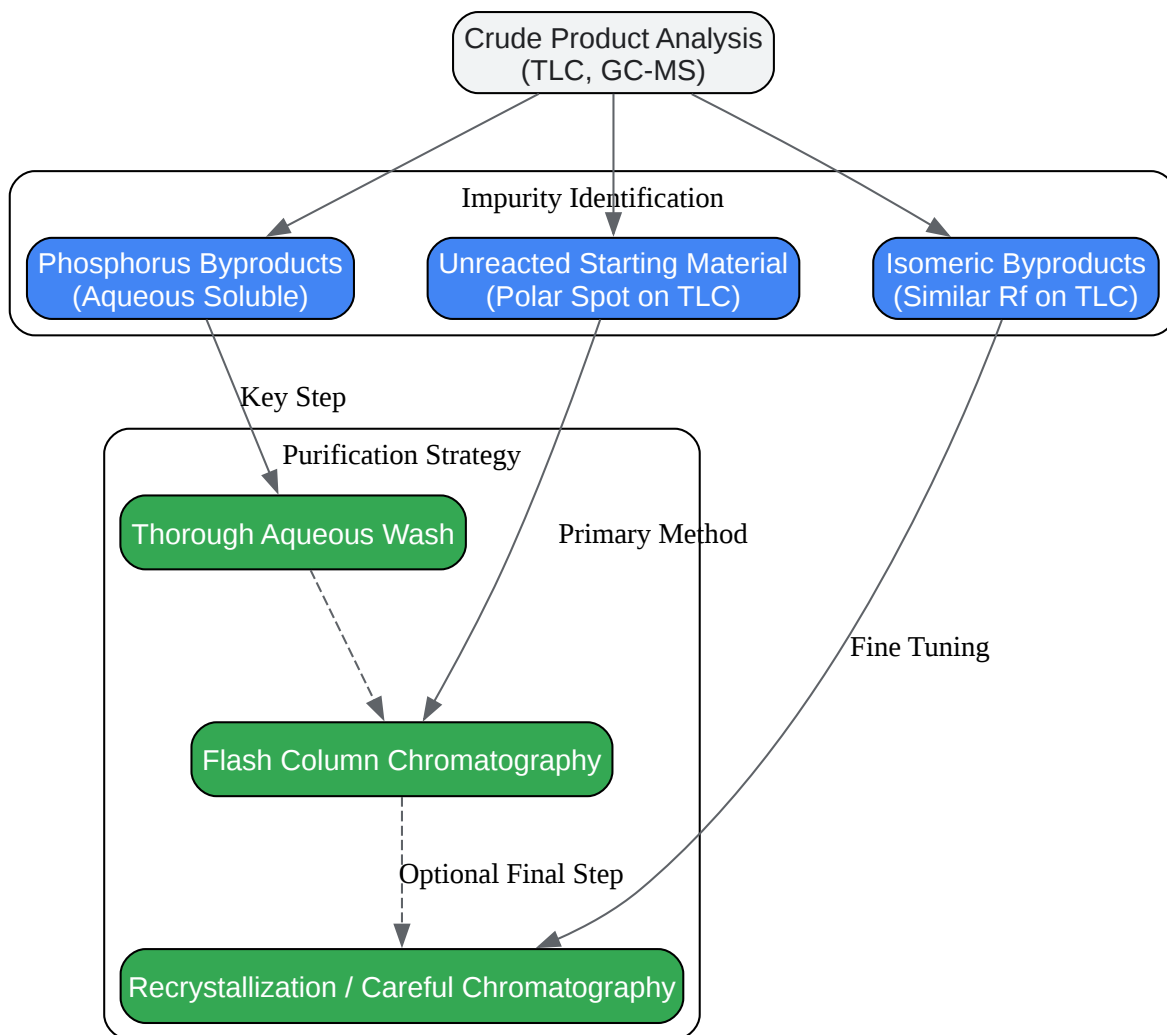 Crude Product Analysis
(TLC, GC-MS)
Impurity Identification
Phosphorus Byproducts
(Aqueous Soluble)
Unreacted Starting Material
(Polar Spot on TLC)
Isomeric Byproducts
(Similar Rf on TLC)
Key Step
Purification Strategy
Thorough Aqueous Wash
Primary Method
Fine Tuning
Flash Column Chromatography
Optional Final Step
Recrystallization / Careful Chromatography